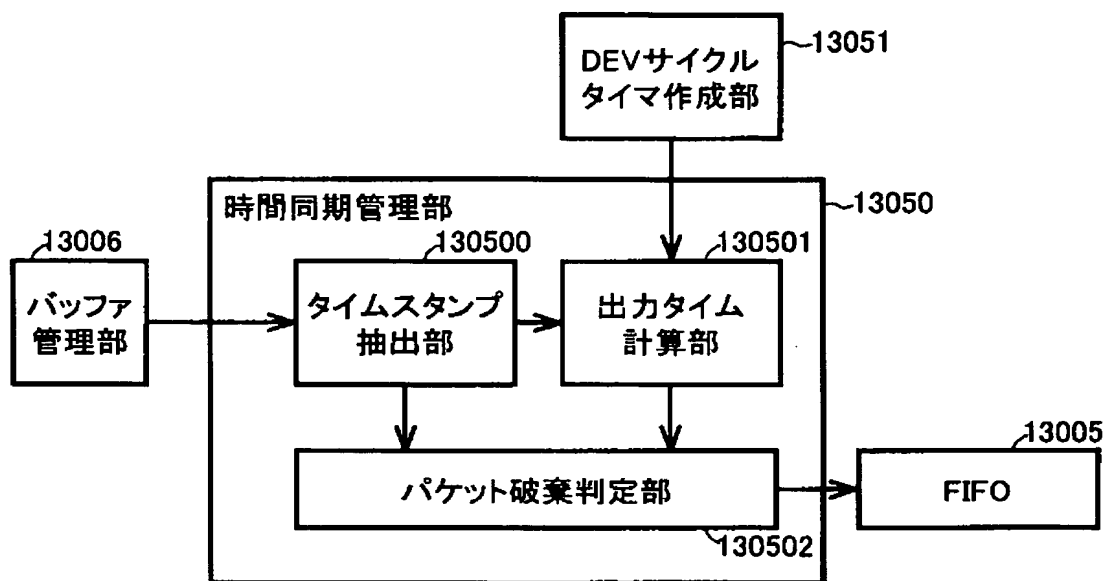 DEVサイクル
タイマ作成部
13051
時間同期管理部
13050
13006
バッファ
管理部
130500
タイムスタンプ
抽出部
130501
出力タイム
計算部
パケット破棄判定部
130502
13005
FIFO